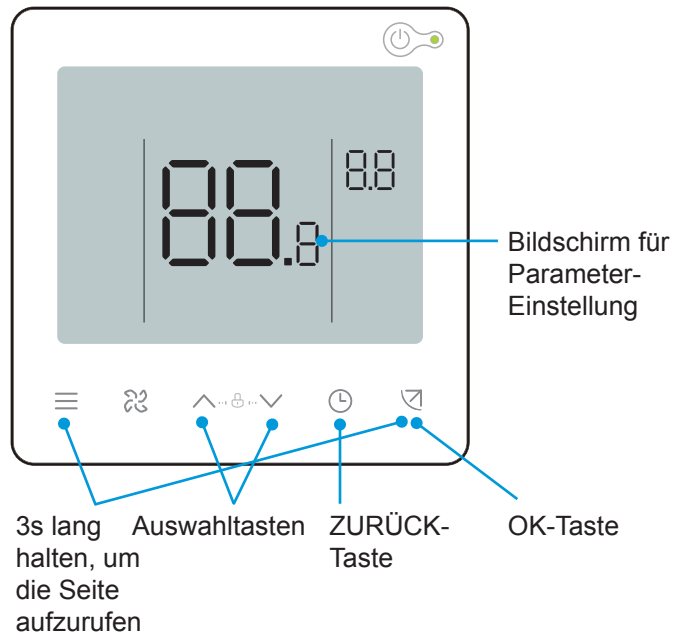 88.8
8.8
Bildschirm für
Parameter-
Einstellung
3s lang
halten, um
die Seite
aufzurufen
Auswahltasten
ZURÜCK-
Taste
OK-Taste